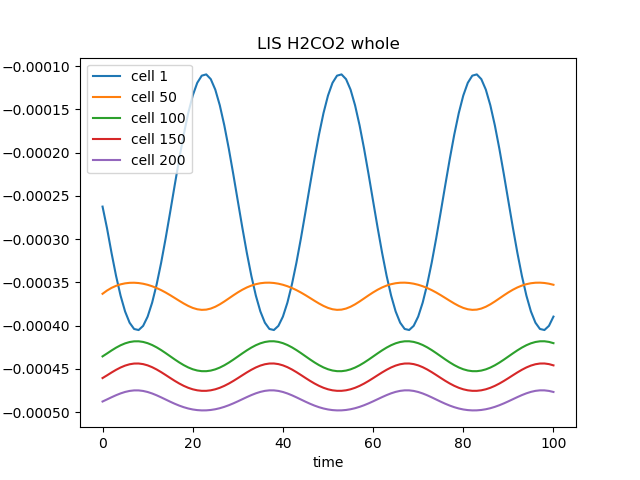 LIS H2CO2 whole
−0.00010
−0.00015
−0.00020
−0.00025
−0.00030
−0.00035
−0.00040
−0.00045
−0.00050
cell 1
cell 50
cell 100
cell 150
cell 200
0 20 40 60 80 100
time